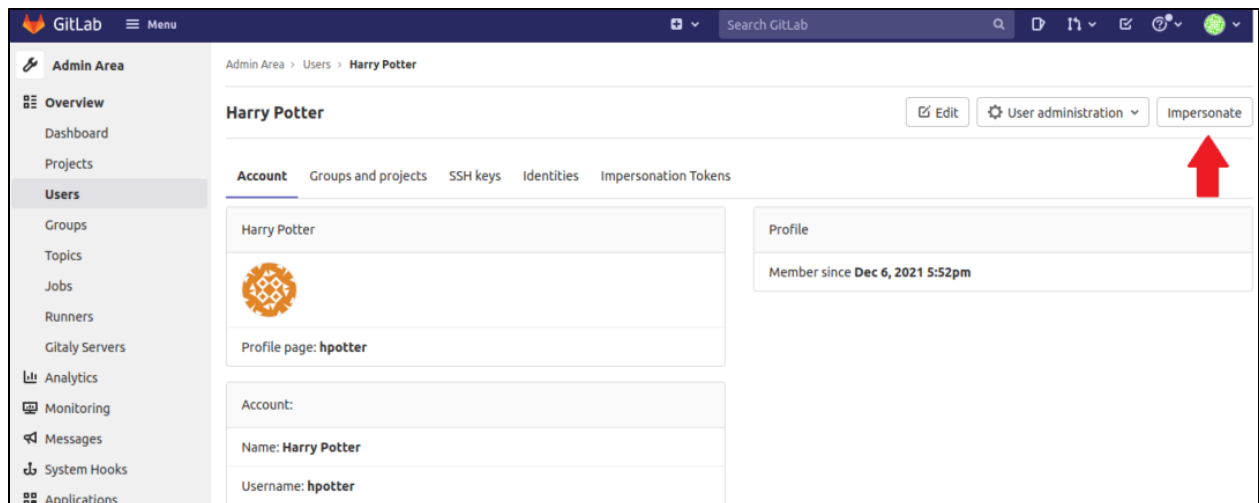 GitLab Menu Search GitLab
Admin Area
Overview
Dashboard
Projects
Users
Groups
Topics
Jobs
Runners
Gitaly Servers
Analytics
Monitoring
Messages
System Hooks
Applications
Admin Area > Users > Harry Potter
Harry Potter Edit User administration Impersonate
Account Groups and projects SSH keys Identities Impersonation Tokens
Harry Potter
Profile page: hpotter
Account:
Name: Harry Potter
Username: hpotter
Profile
Member since Dec 6, 2021 5:52pm